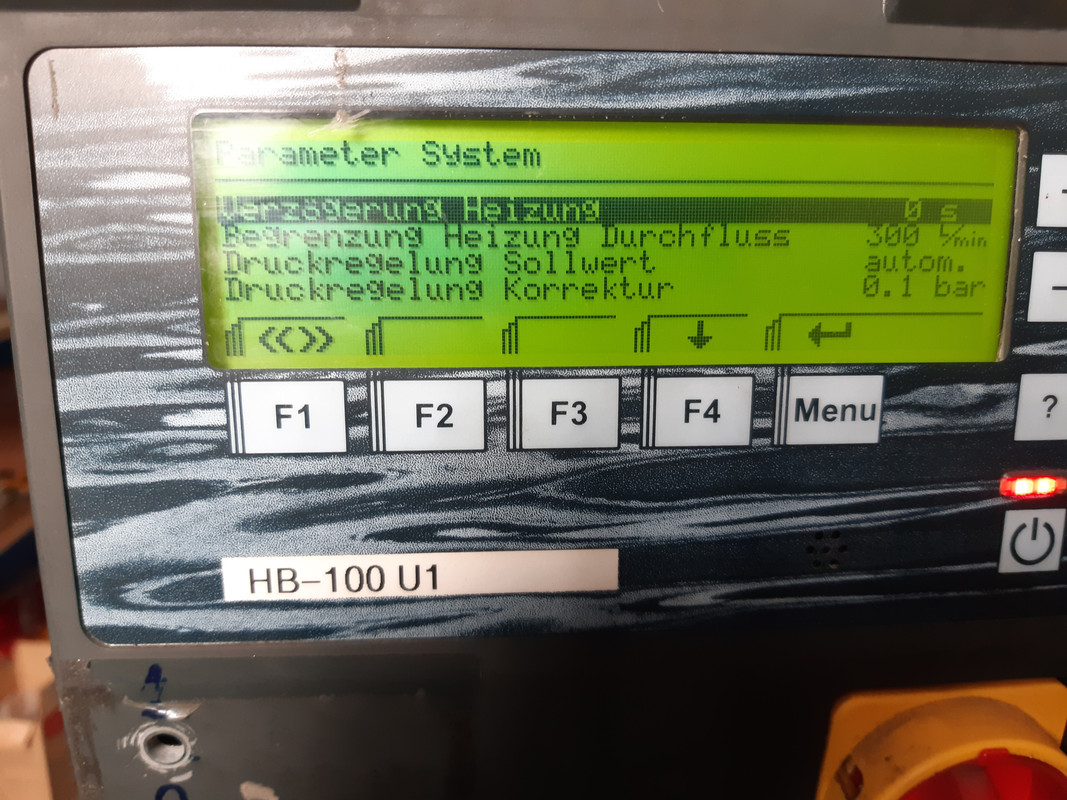 Parameter System
Verzögerung Heizung 0 s
Begrenzung Heizung Durchfluss 300 L/min
Druckregelung Sollwert autom.
Druckregelung Korrektur 0.1 bar
F1 F2 F3 F4 Menu ?
HB-100 U1